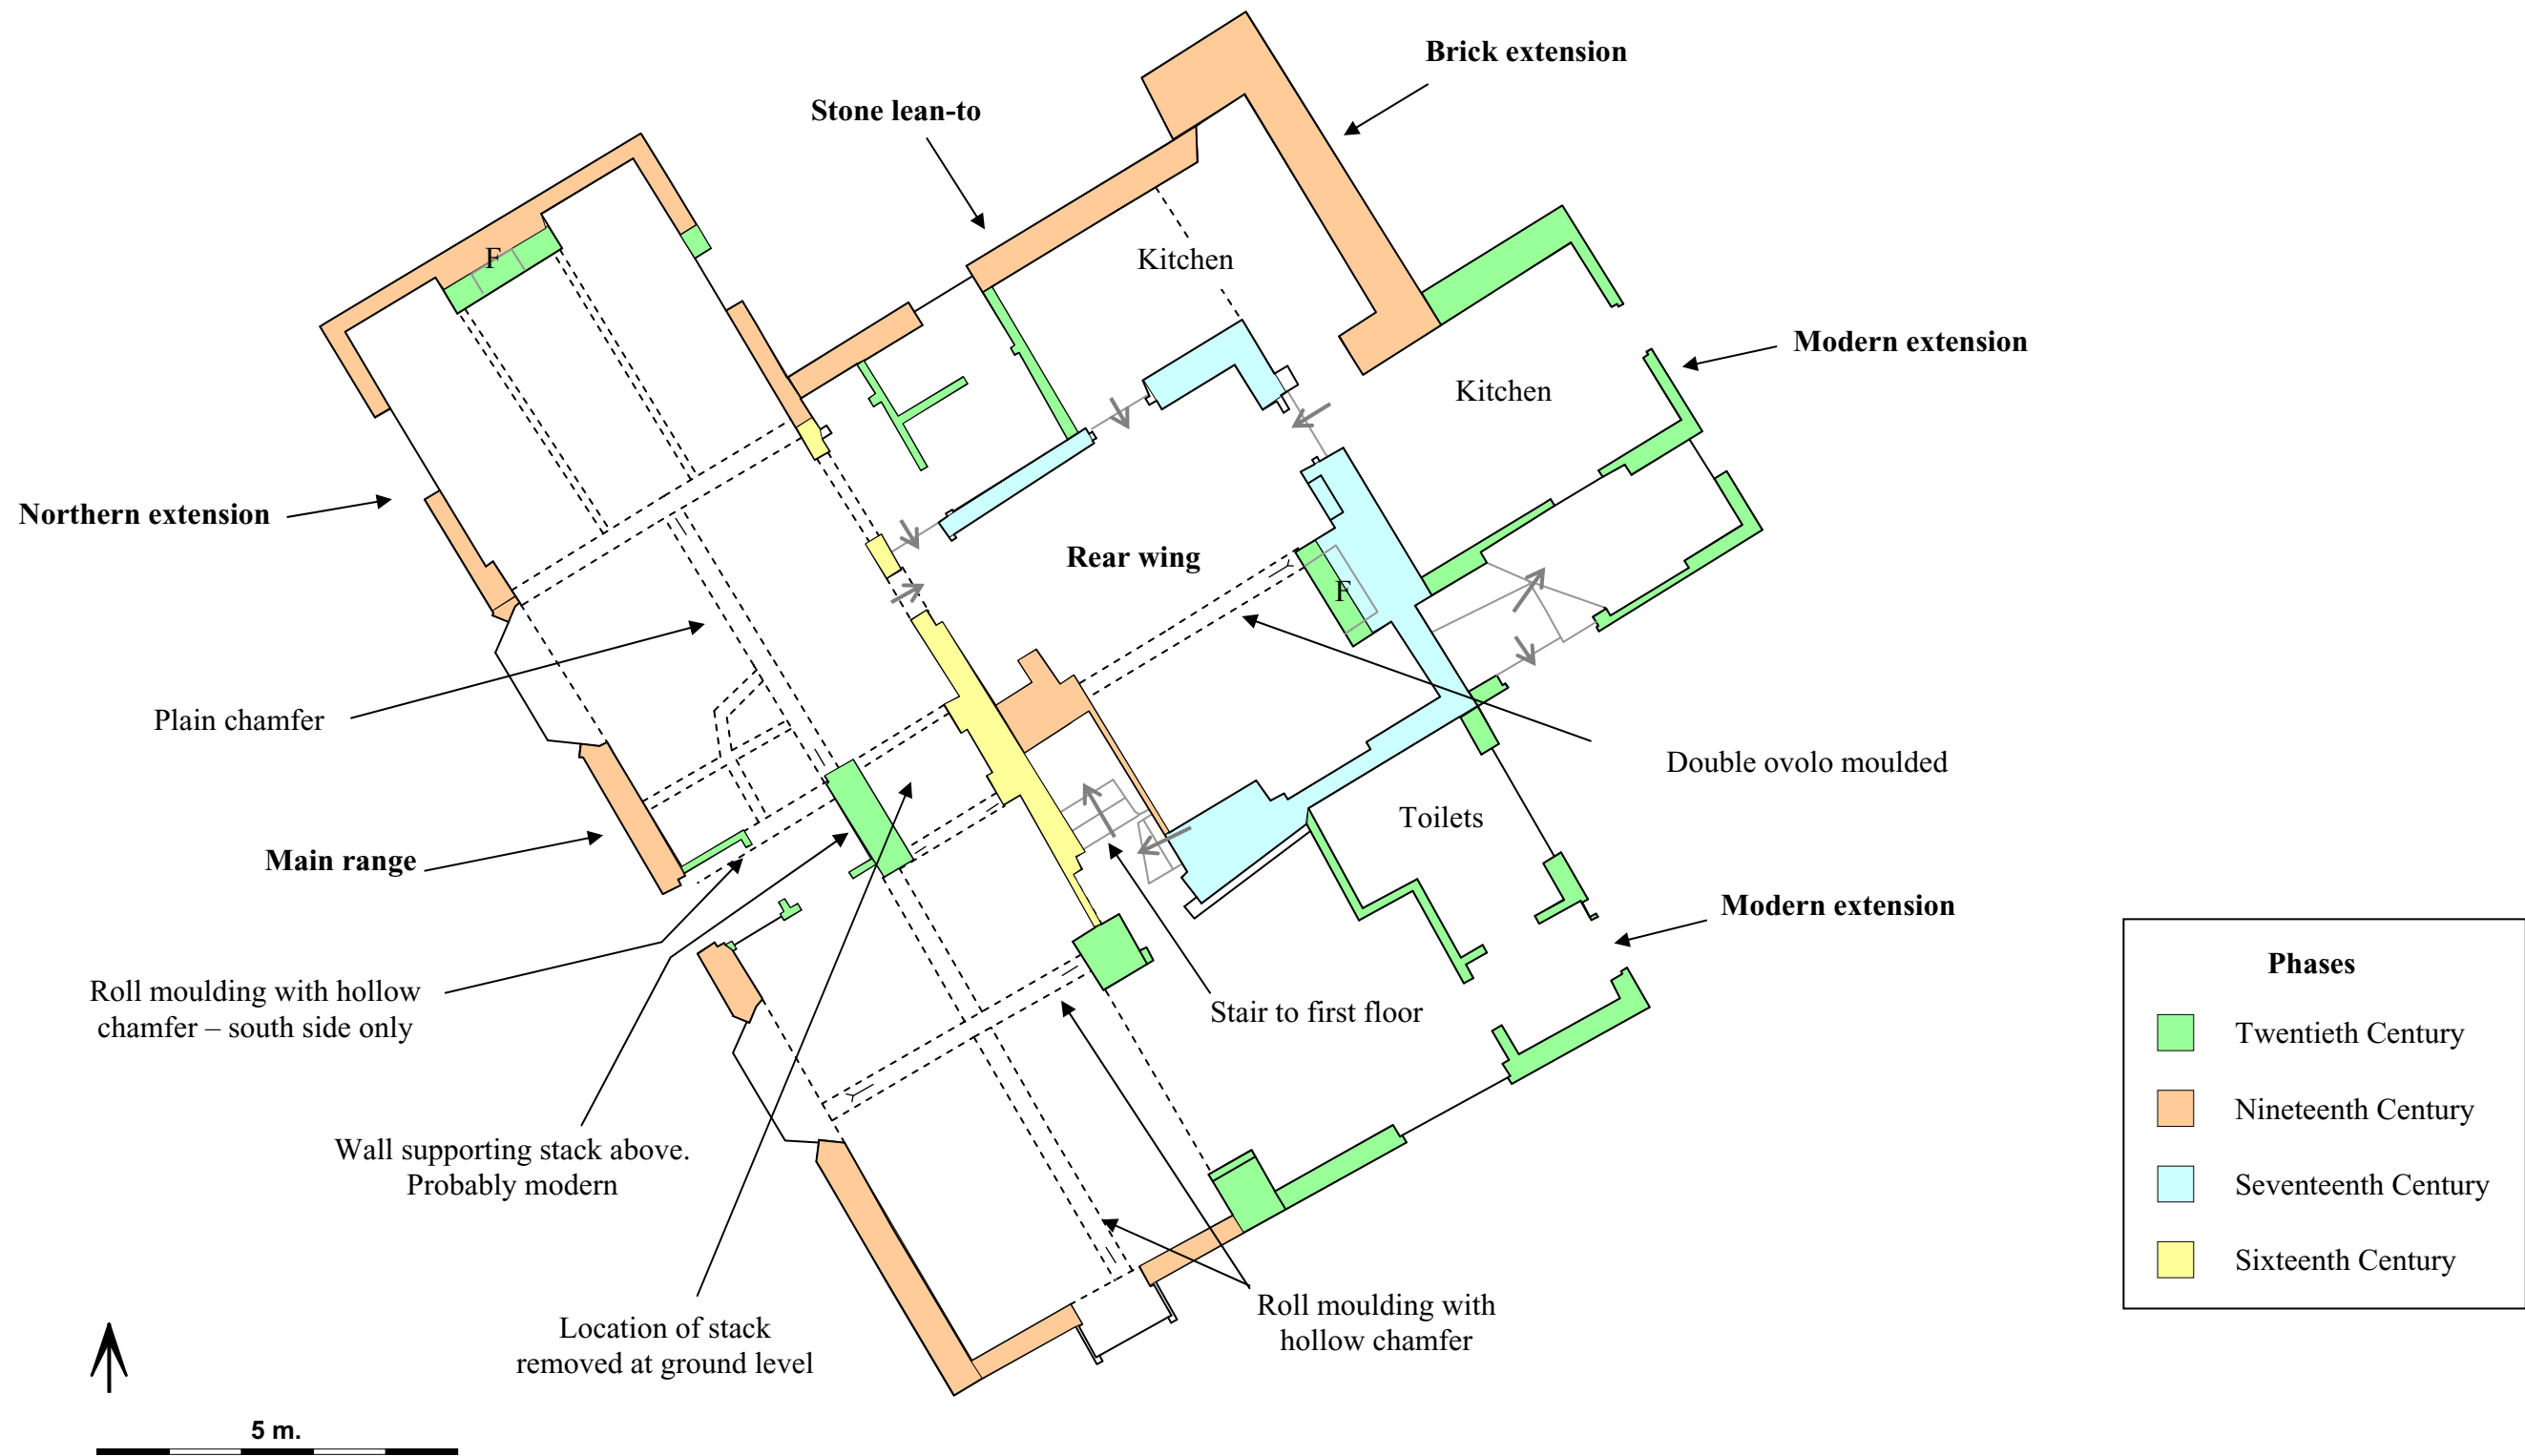 Brick extension
Stone lean-to
Kitchen
F
Modern extension
Kitchen
Northern extension
Rear wing
F
Plain chamfer
Double ovolo moulded
Toilets
Main range
Modern extension
Roll moulding with hollow
chamfer – south side only
Stair to first floor
Wall supporting stack above.
Probably modern
Location of stack
removed at ground level
Roll moulding with
hollow chamfer
Phases
Twentieth Century
Nineteenth Century
Seventeenth Century
Sixteenth Century
5 m.